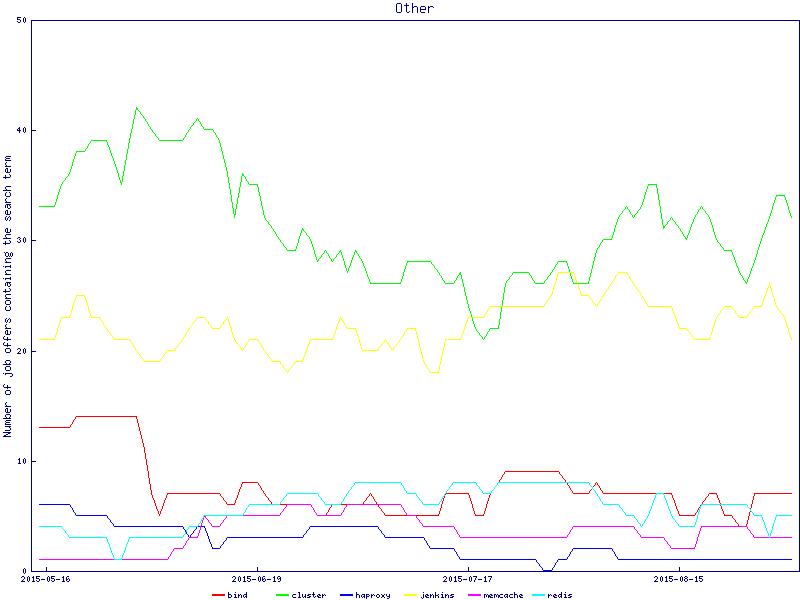 Other
Number of job offers containing the search term
50
40
30
20
10
0
2015-05-16 2015-06-19 2015-07-17 2015-08-15
bind cluster haproxy jenkins memcache redis